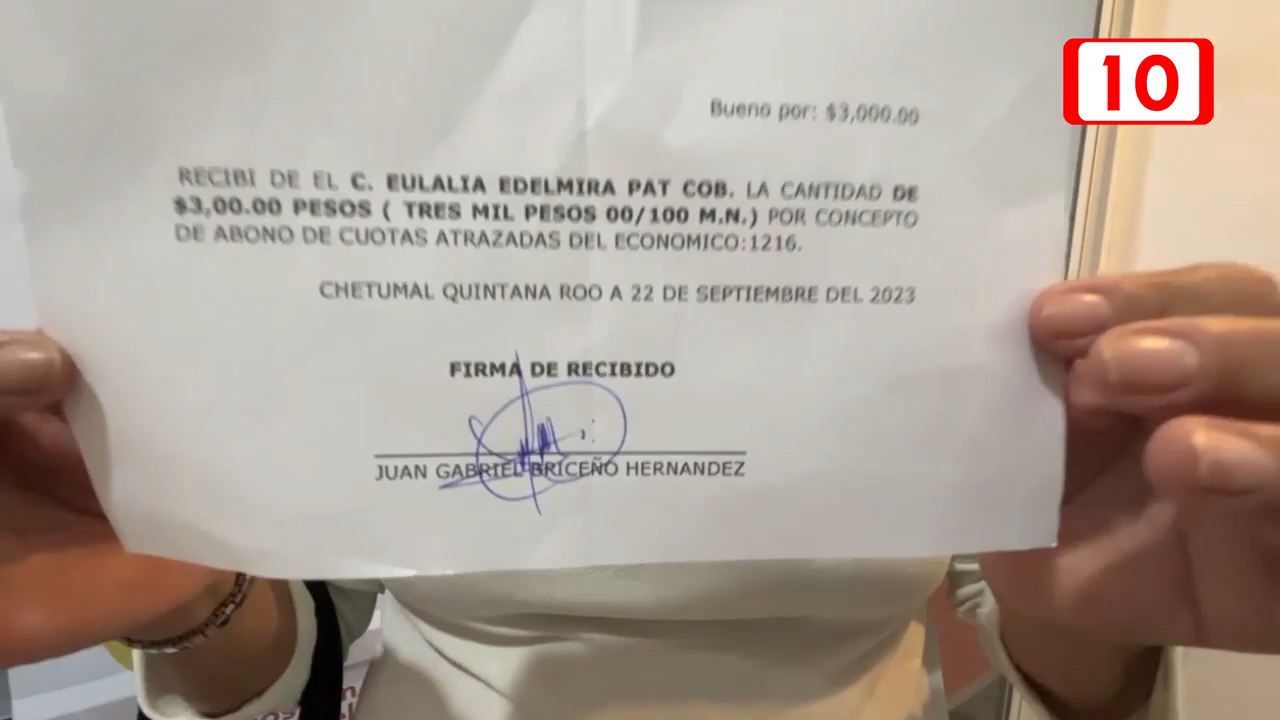 10
Bueno por: $3,000.00
RECIBI DE EL C. EULALIA EDELMIRA PAT COB. LA CANTIDAD DE
$3,00.00 PESOS ( TRES MIL PESOS 00/100 M.N.) POR CONCEPTO
DE ABONO DE CUOTAS ATRAZADAS DEL ECONOMICO:1216.
CHETUMAL QUINTANA ROO A 22 DE SEPTIEMBRE DEL 2023
FIRMA DE RECIBIDO
JUAN GABRIEL BRICEÑO HERNANDEZ